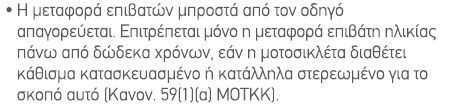 • Η μεταφορά επιβατών μπροστά από τον οδηγό
απαγορεύεται. Επιτρέπεται μόνο η μεταφορά επιβάτη ηλικίας
πάνω από δώδεκα χρόνων, εάν η μοτοσικλέτα διαθέτει
κάθισμα κατασκευασμένο ή κατάλληλα στερεωμένο για το
σκοπό αυτό (Κανον. 59(1)(α) ΜΟΤΚΚ).